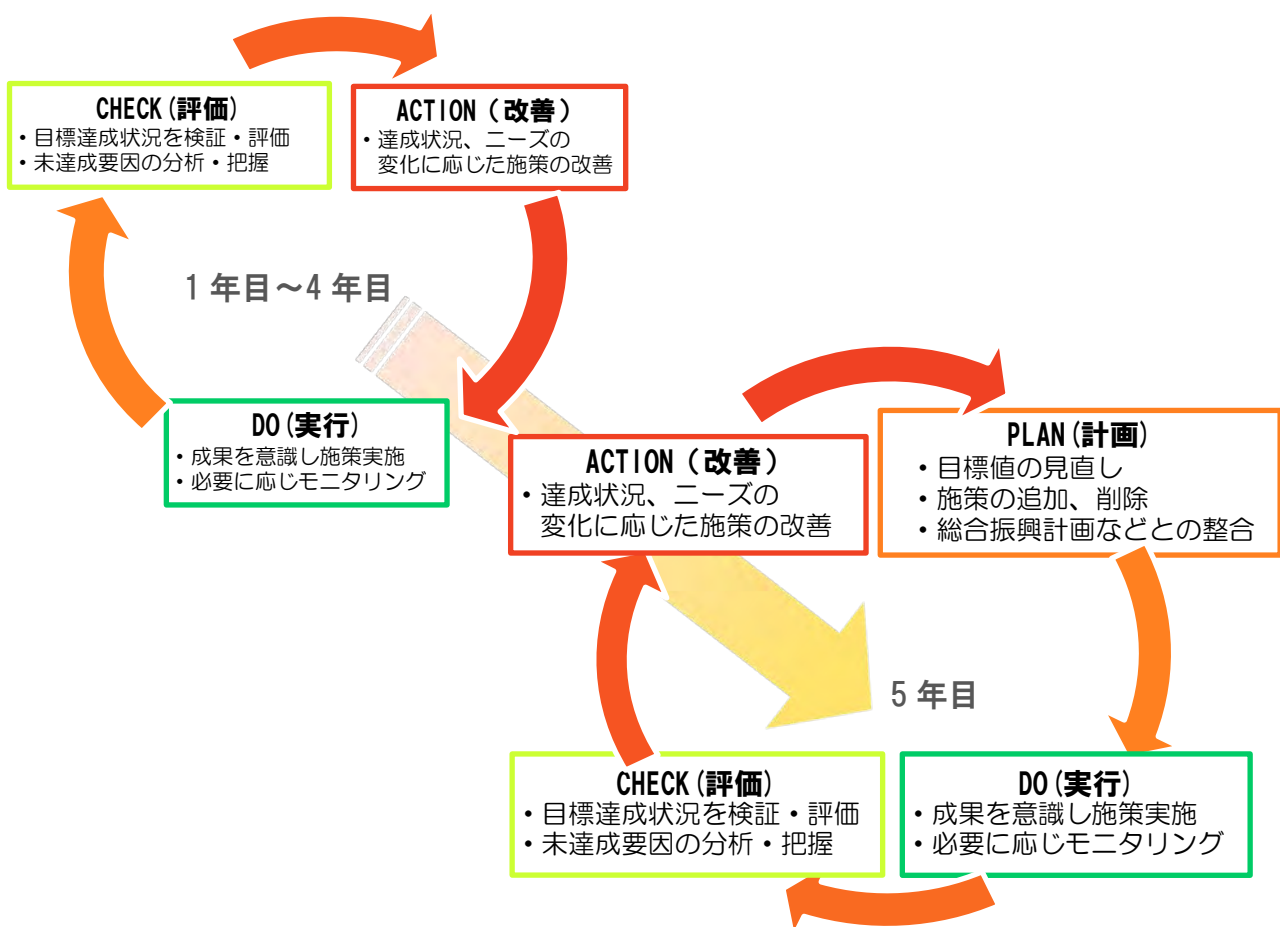 CHECK(評価)
・目標達成状況を検証・評価
・未達成要因の分析・把握
ACTION(改善)
・達成状況、ニーズの
変化に応じた施策の改善
1年目～4年目
DO(実行)
・成果を意識し施策実施
・必要に応じモニタリング
ACTION(改善)
・達成状況、ニーズの
変化に応じた施策の改善
PLAN(計画)
・目標値の見直し
・施策の追加、削除
・総合振興計画などとの整合
5年目
CHECK(評価)
・目標達成状況を検証・評価
・未達成要因の分析・把握
DO(実行)
・成果を意識し施策実施
・必要に応じモニタリング